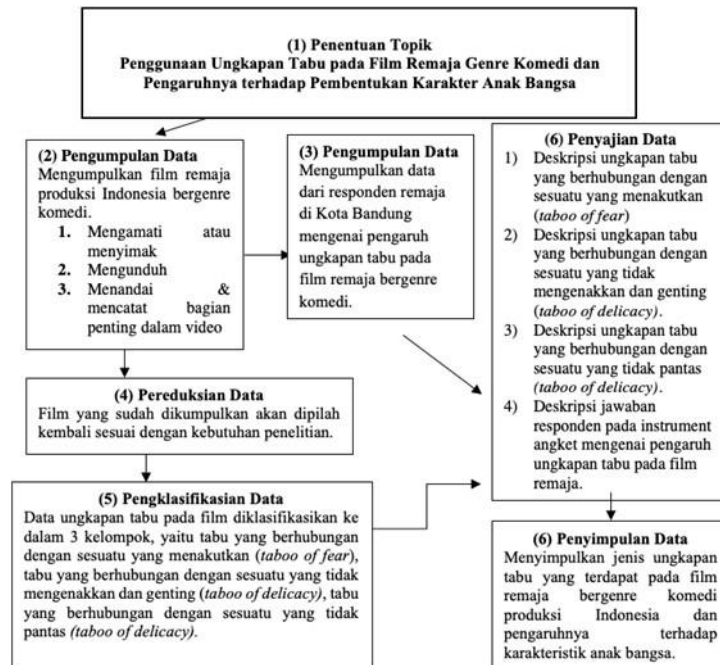 (1) Penentuan Topik
Penggunaan Ungkapan Tabu pada Film Remaja Genre Komedi dan
Pengaruhnya terhadap Pembentukan Karakter Anak Bangsa
(2) Pengumpulan Data
Mengumpulkan film remaja
produksi Indonesia bergenre
komedi.
1. Mengamati atau
menyimak
2. Mengunduh
3. Menandai &
mencatat bagian
penting dalam video
(3) Pengumpulan Data
Mengumpulkan data
dari responden remaja
di Kota Bandung
mengenai pengaruh
ungkapan tabu pada
film remaja bergenre
komedi.
(4) Pereduksian Data
Film yang sudah dikumpulkan akan dipilah
kembali sesuai dengan kebutuhan penelitian.
(5) Pengklasifikasian Data
Data ungkapan tabu pada film diklasifikasikan ke
dalam 3 kelompok, yaitu tabu yang berhubungan
dengan sesuatu yang menakutkan (taboo of fear),
tabu yang berhubungan dengan sesuatu yang tidak
mengenakkan dan genting (taboo of delicacy), tabu
yang berhubungan dengan sesuatu yang tidak
pantas (taboo of delicacy).
(6) Penyajian Data
1) Deskripsi ungkapan tabu
yang berhubungan dengan
sesuatu yang menakutkan
(taboo of fear)
2) Deskripsi ungkapan tabu
yang berhubungan dengan
sesuatu yang tidak
mengenakkan dan genting
(taboo of delicacy).
3) Deskripsi ungkapan tabu
yang berhubungan dengan
sesuatu yang tidak pantas
(taboo of delicacy).
4) Deskripsi jawaban
responden pada instrument
angket mengenai pengaruh
ungkapan tabu pada film
remaja.
(6) Penyimpulan Data
Menyimpulkan jenis ungkapan
tabu yang terdapat pada film
remaja bergenre komedi
produksi Indonesia dan
pengaruhnya terhadap
karakteristik anak bangsa.